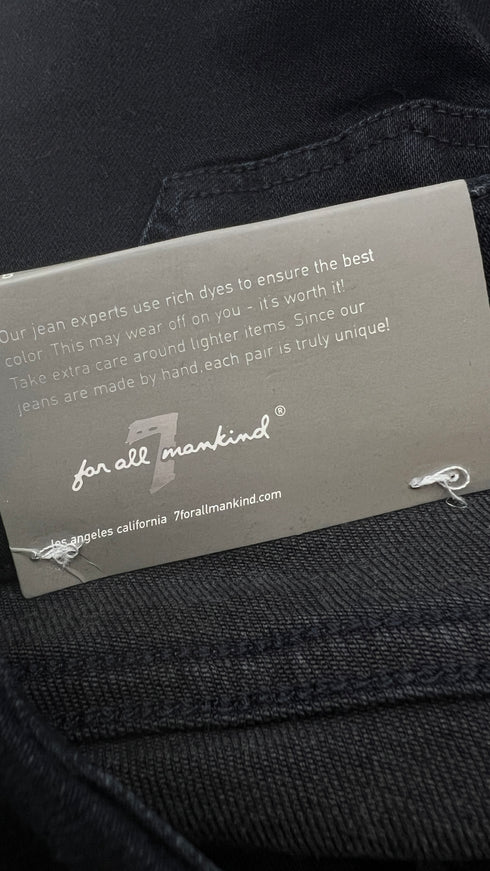 Our jean experts use rich dyes to ensure the best
color. This may wear off on you - it's worth it!
Take extra care around lighter items. Since our
jeans are made by hand, each pair is truly unique!
7
for all mankind®
los angeles california 7forallmankind.com